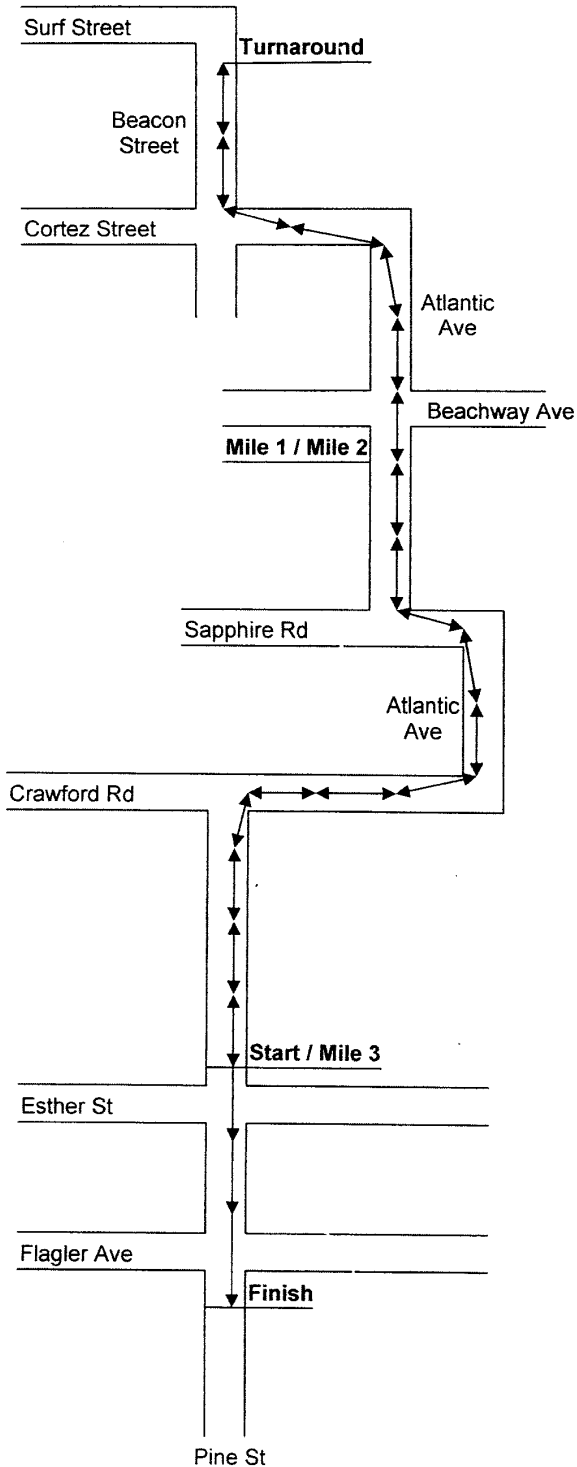 Surf Street
Turnaround
Beacon
Street
Cortez Street
Atlantic
Ave
Beachway Ave
Mile 1 / Mile 2
Sapphire Rd
Atlantic
Ave
Crawford Rd
Start / Mile 3
Esther St
Flagler Ave
Finish
Pine St